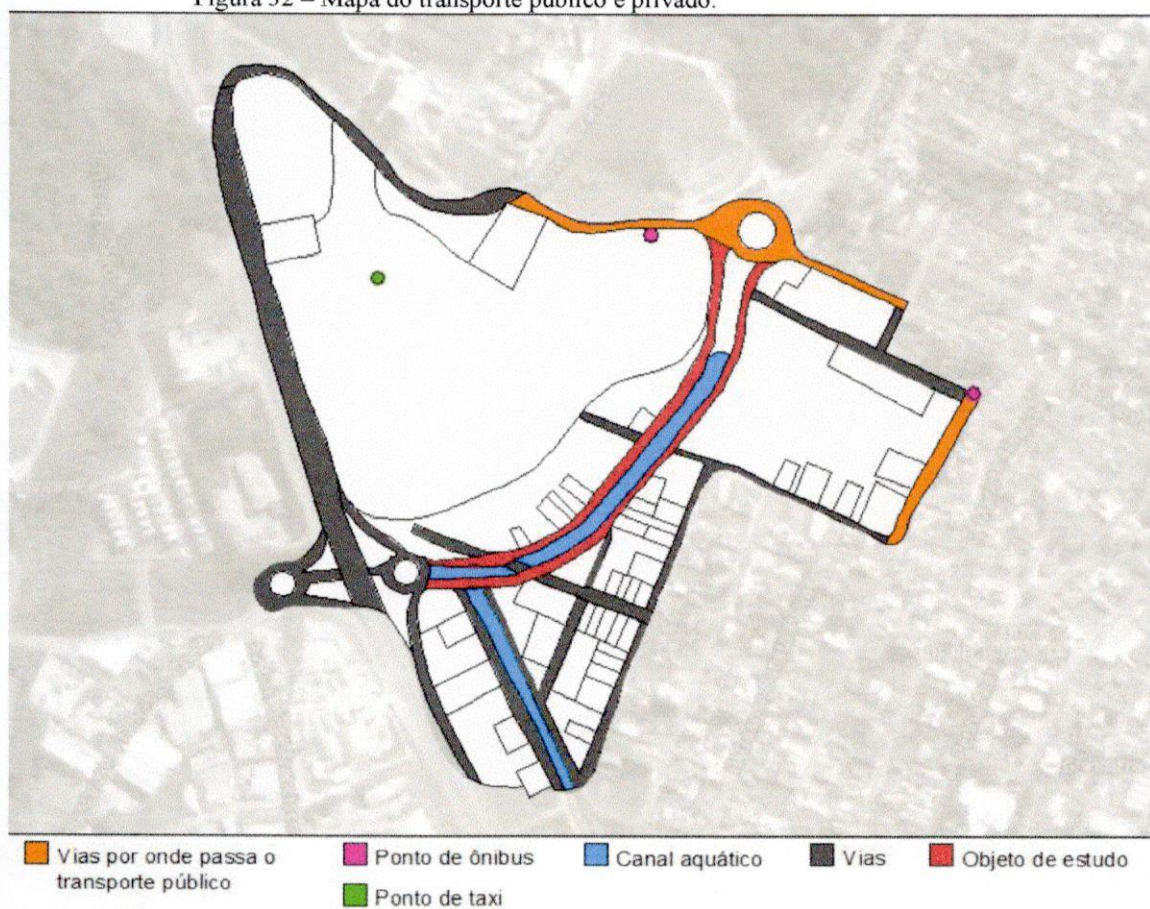 Figura 32 – Mapa do transporte público e privado.
Vias por onde passa o
transporte público
Ponto de ônibus
Ponto de taxi
Canal aquático
Vias
Objeto de estudo